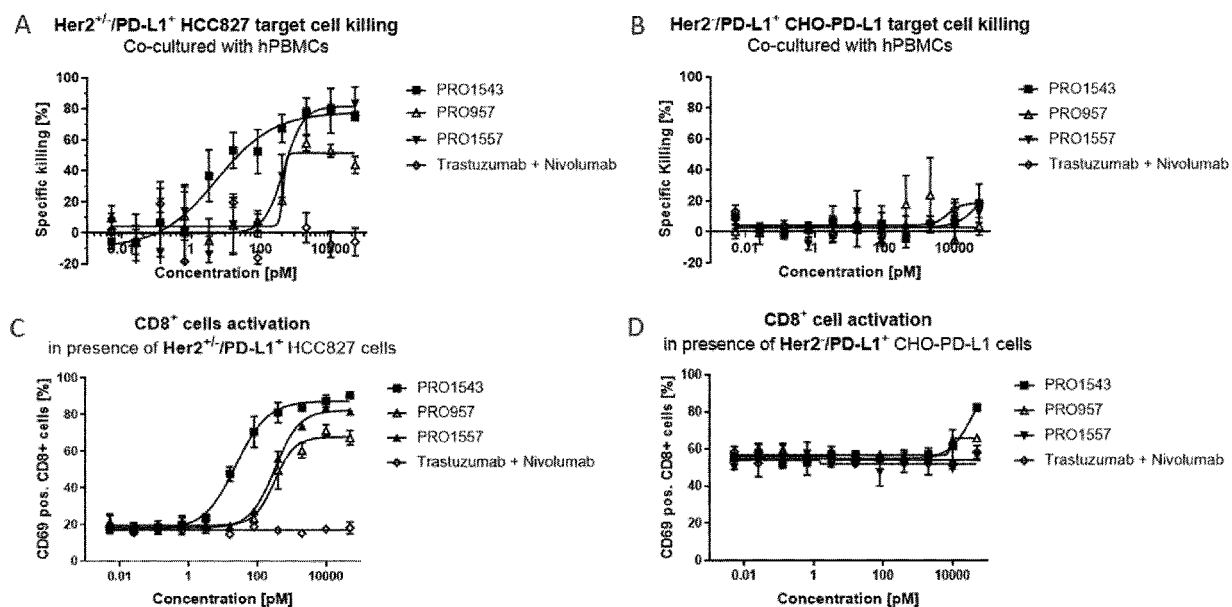 A
Her2+/-/PD-L1+ HCC827 target cell killing
Co-cultured with hPBMCs
Specific Killing [%]
100
80
60
40
20
0
-20
0.01
1
100
10000
Concentration [pM]
PRO1543
PRO957
PRO1557
Trastuzumab + Nivolumab
B
Her2-/PD-L1+ CHO-PD-L1 target cell killing
Co-cultured with hPBMCs
Specific Killing [%]
100
80
60
40
20
0
-20
0.01
1
100
10000
Concentration [pM]
PRO1543
PRO957
PRO1557
Trastuzumab + Nivolumab
C
CD8+ cells activation
in presence of Her2+/-/PD-L1+ HCC827 cells
CD69 pos. CD8+ cells [%]
100
80
60
40
20
0
0.01
1
100
10000
Concentration [pM]
PRO1543
PRO957
PRO1557
Trastuzumab + Nivolumab
D
CD8+ cell activation
in presence of Her2-/PD-L1+ CHO-PD-L1 cells
CD69 pos. CD8+ cells [%]
100
80
60
40
20
0
0.01
1
100
10000
Concentration [pM]
PRO1543
PRO957
PRO1557
Trastuzumab + Nivolumab